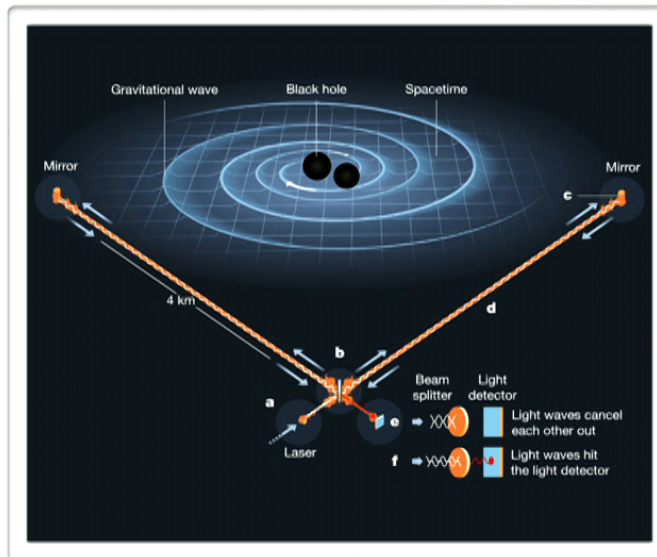 Gravitational wave
Black hole
Spacetime
Mirror
Mirror
c
4 km
d
b
Beam
splitter
Light
detector
a
e
Light waves cancel
each other out
Laser
f
Light waves hit
the light detector